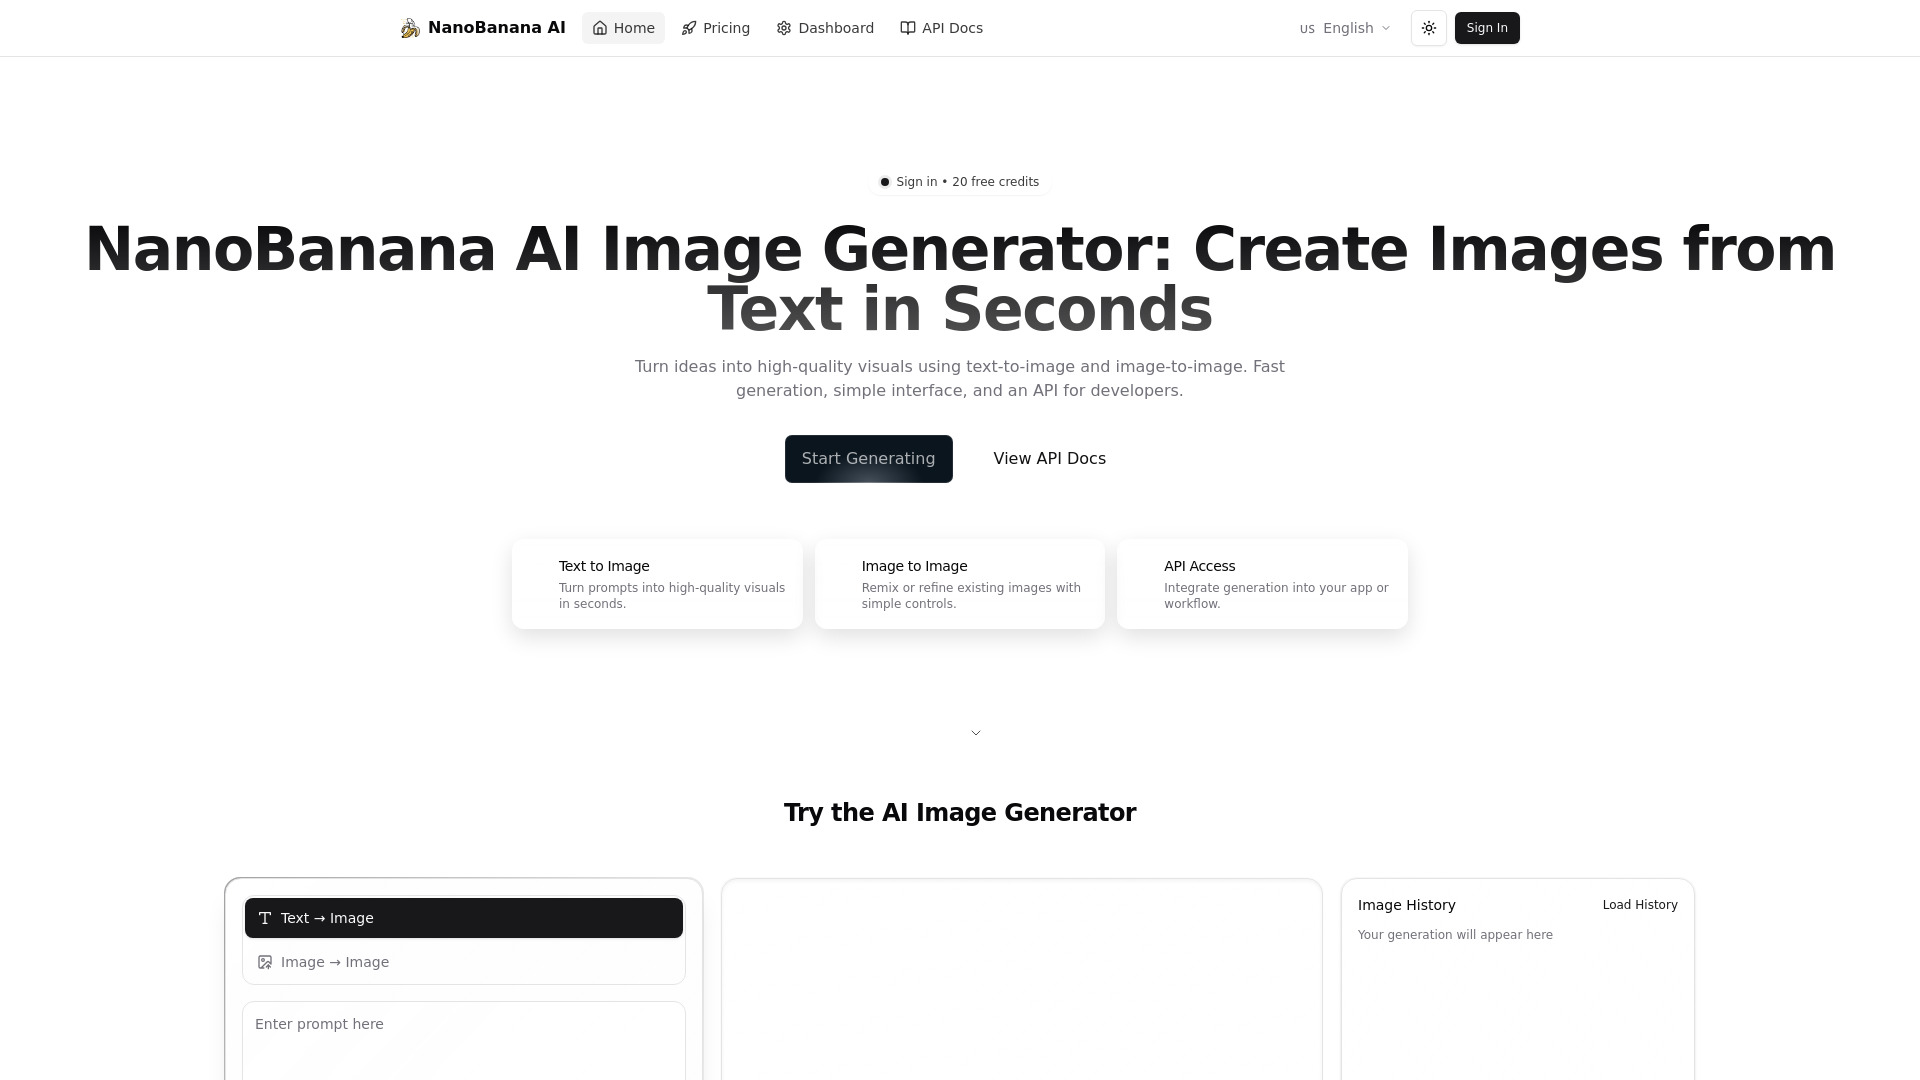 NanoBanana AI
Home
Pricing
Dashboard
API Docs
US English
Sign In
Sign in • 20 free credits
NanoBanana AI Image Generator: Create Images from
Text in Seconds
Turn ideas into high-quality visuals using text-to-image and image-to-image. Fast
generation, simple interface, and an API for developers.
Start Generating
View API Docs
Text to Image
Turn prompts into high-quality visuals
in seconds.
Image to Image
Remix or refine existing images with
simple controls.
API Access
Integrate generation into your app or
workflow.
Try the AI Image Generator
Text → Image
Image → Image
Enter prompt here
Image History
Load History
Your generation will appear here